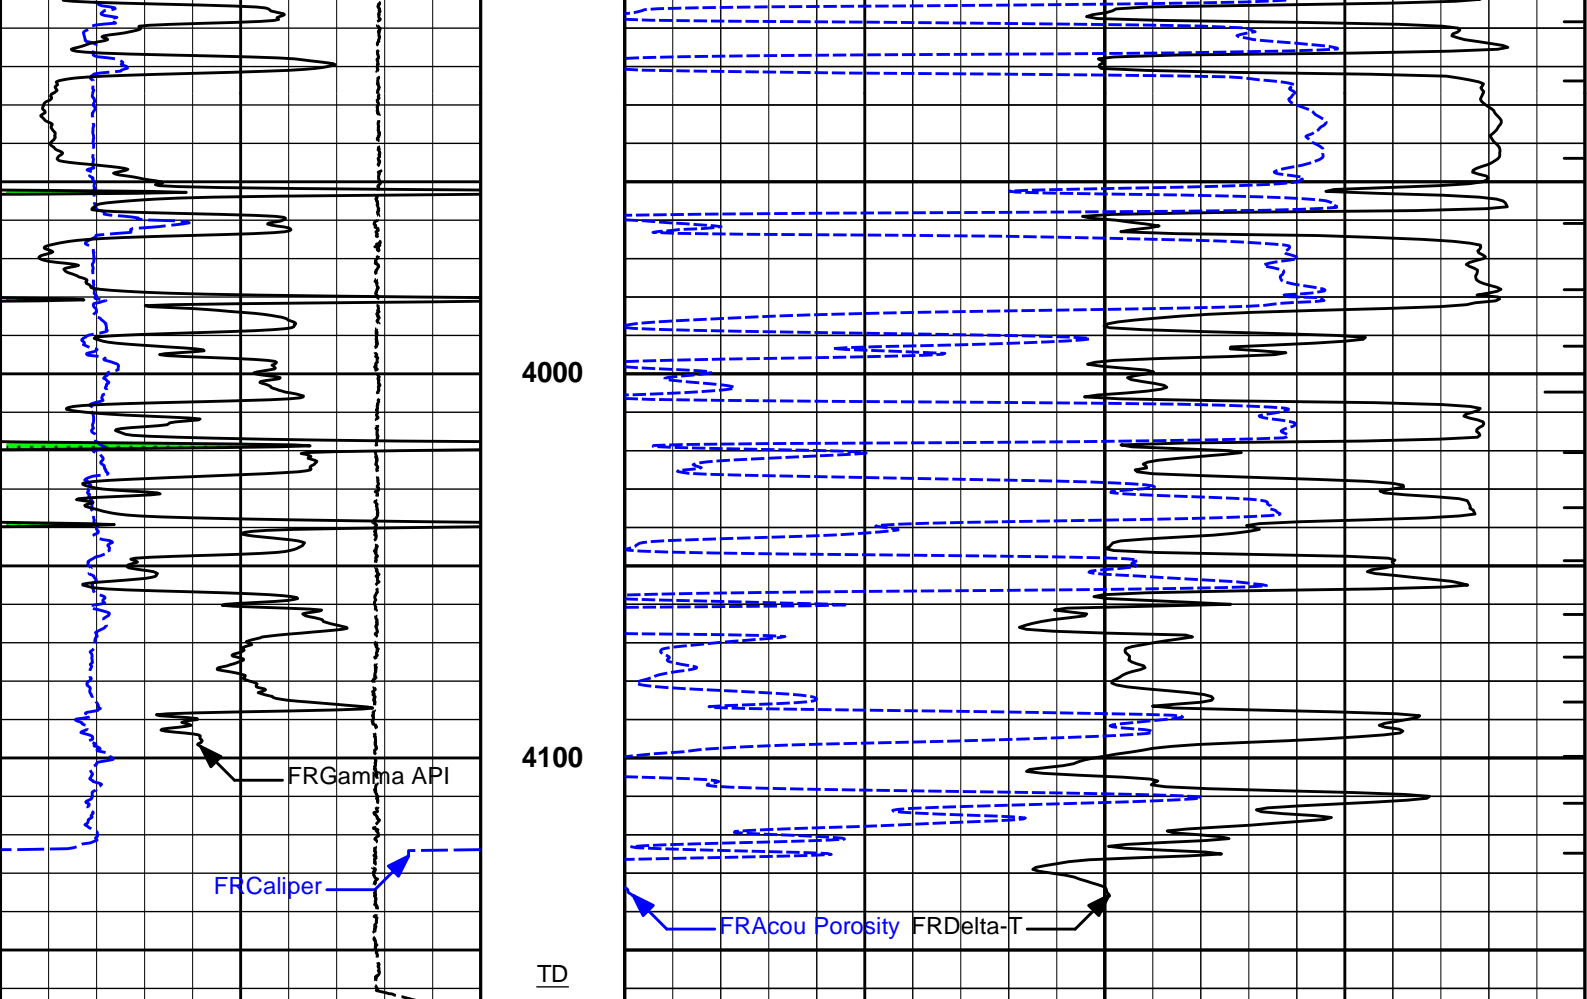 4000
4100
FRGamma API
FRCaliper
FRAcou Porosity FRDelta-T
TD